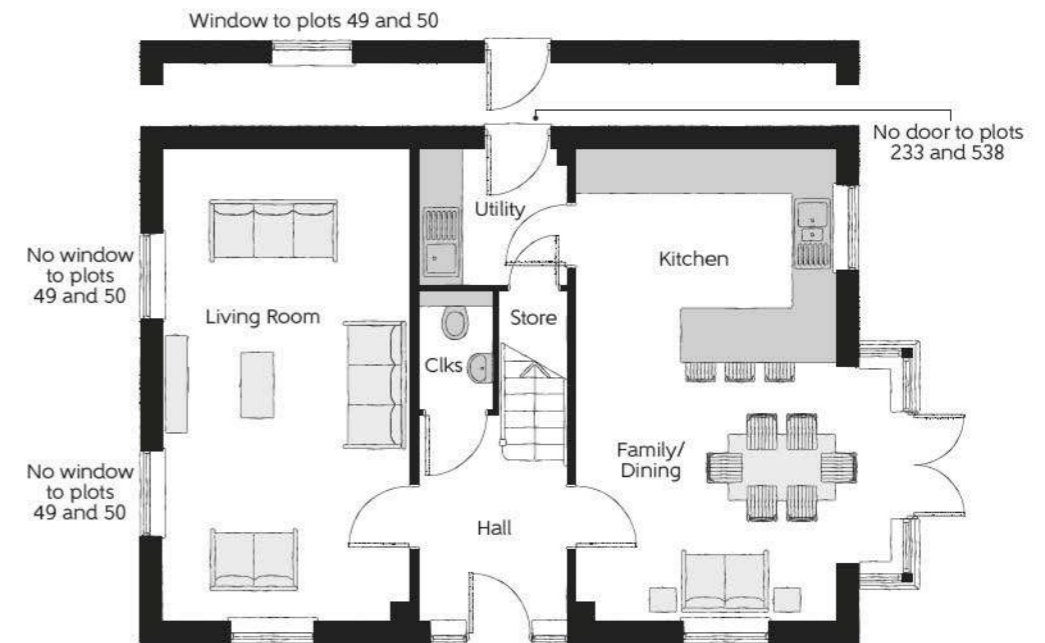 Window to plots 49 and 50
No door to plots
233 and 538
Utility
Kitchen
No window
to plots
49 and 50
Living Room
Store
Clks
Family/
Dining
No window
to plots
49 and 50
Hall